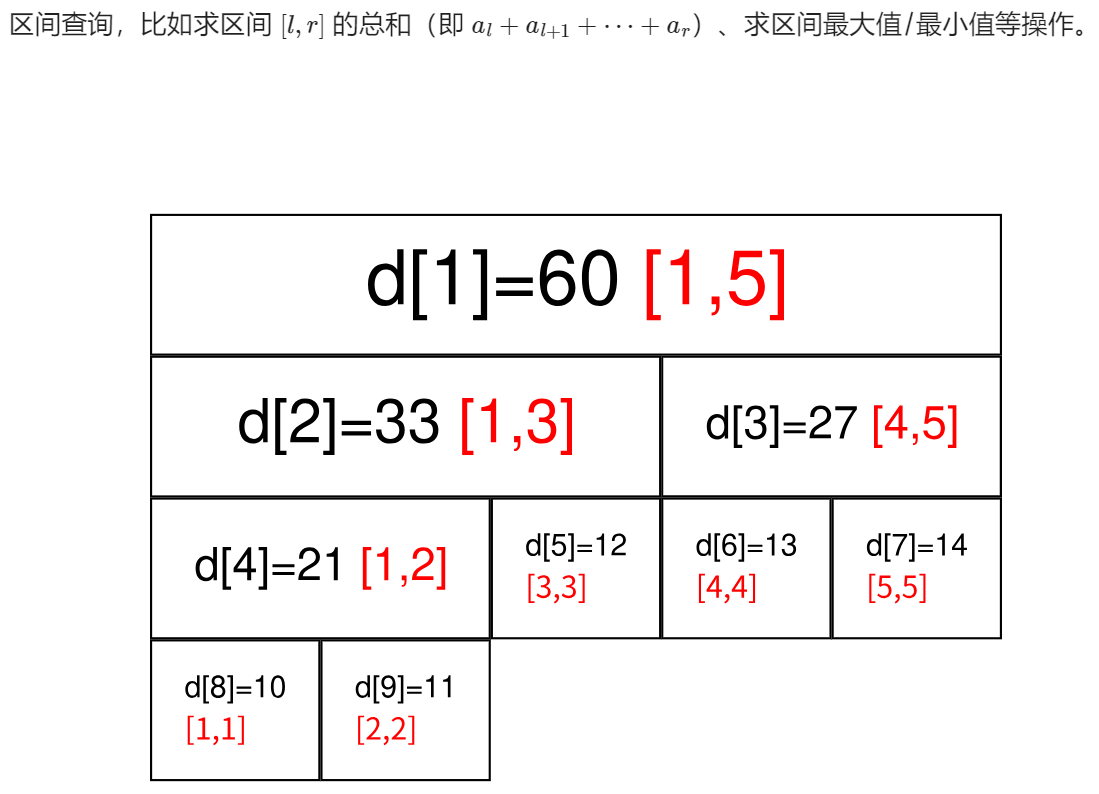 区间查询，比如求区间 [l, r] 的总和（即 a_l + a_{l+1} + ⋯ + a_r）、求区间最大值/最小值等操作。
d[1]=60 [1,5]
d[2]=33 [1,3]
d[3]=27 [4,5]
d[4]=21 [1,2]
d[5]=12
[3,3]
d[6]=13
[4,4]
d[7]=14
[5,5]
d[8]=10
[1,1]
d[9]=11
[2,2]